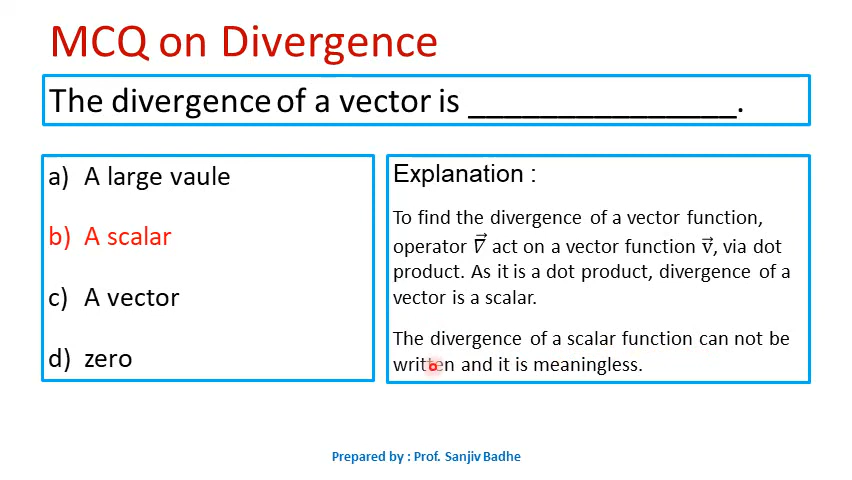 MCQ on Divergence
The divergence of a vector is _______________.
a) A large vaule
b) A scalar
c) A vector
d) zero
Explanation :
To find the divergence of a vector function,
operator ∇⃗ act on a vector function v⃗, via dot
product. As it is a dot product, divergence of a
vector is a scalar.
The divergence of a scalar function can not be
written and it is meaningless.
Prepared by : Prof. Sanjiv Badhe